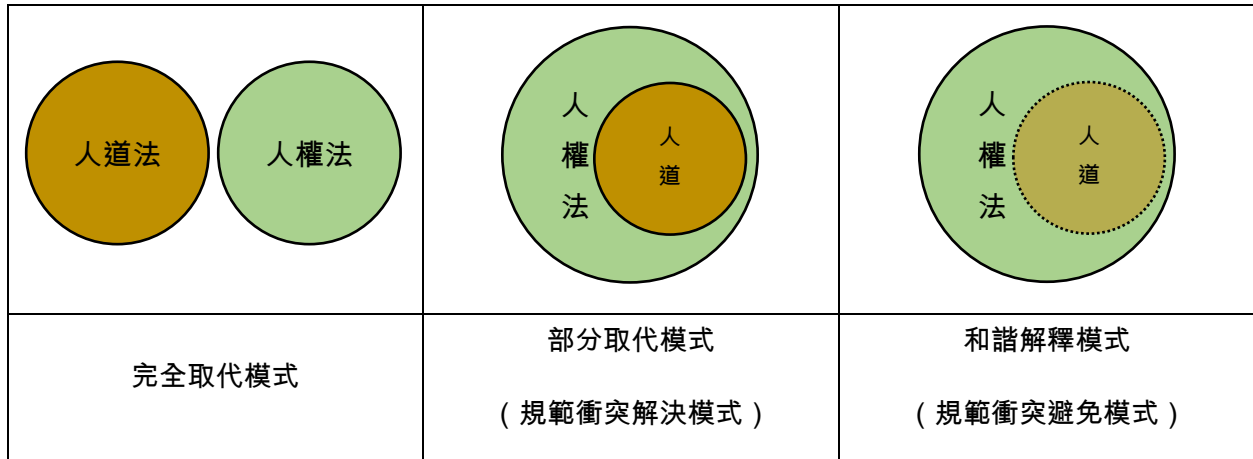 人道法
人權法
人
權
法
人
道
人
權
法
人
道
完全取代模式
部分取代模式
（規範衝突解決模式）
和諧解釋模式
（規範衝突避免模式）